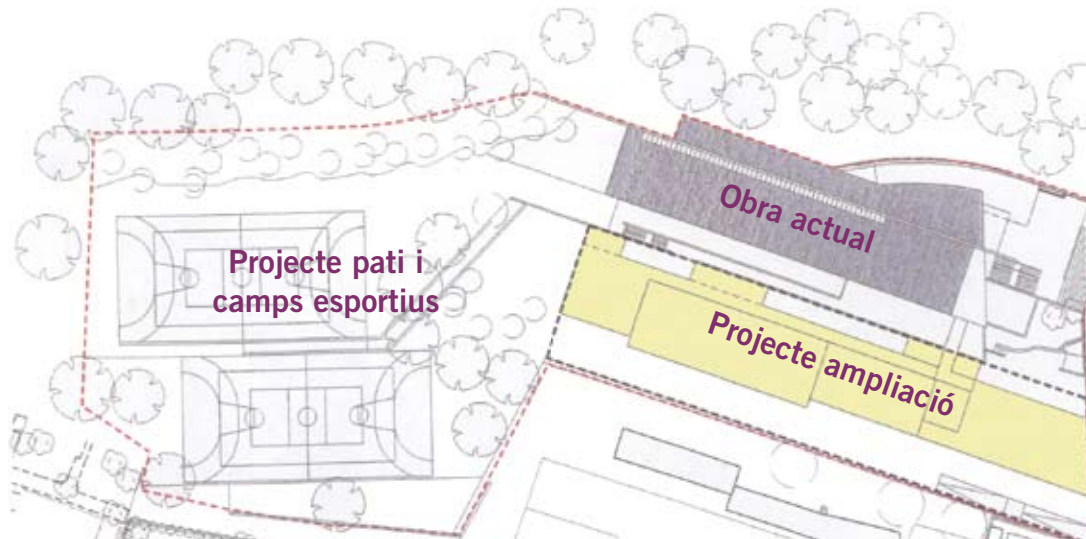 Projecte pati i
camps esportius
Obra actual
Projecte ampliació